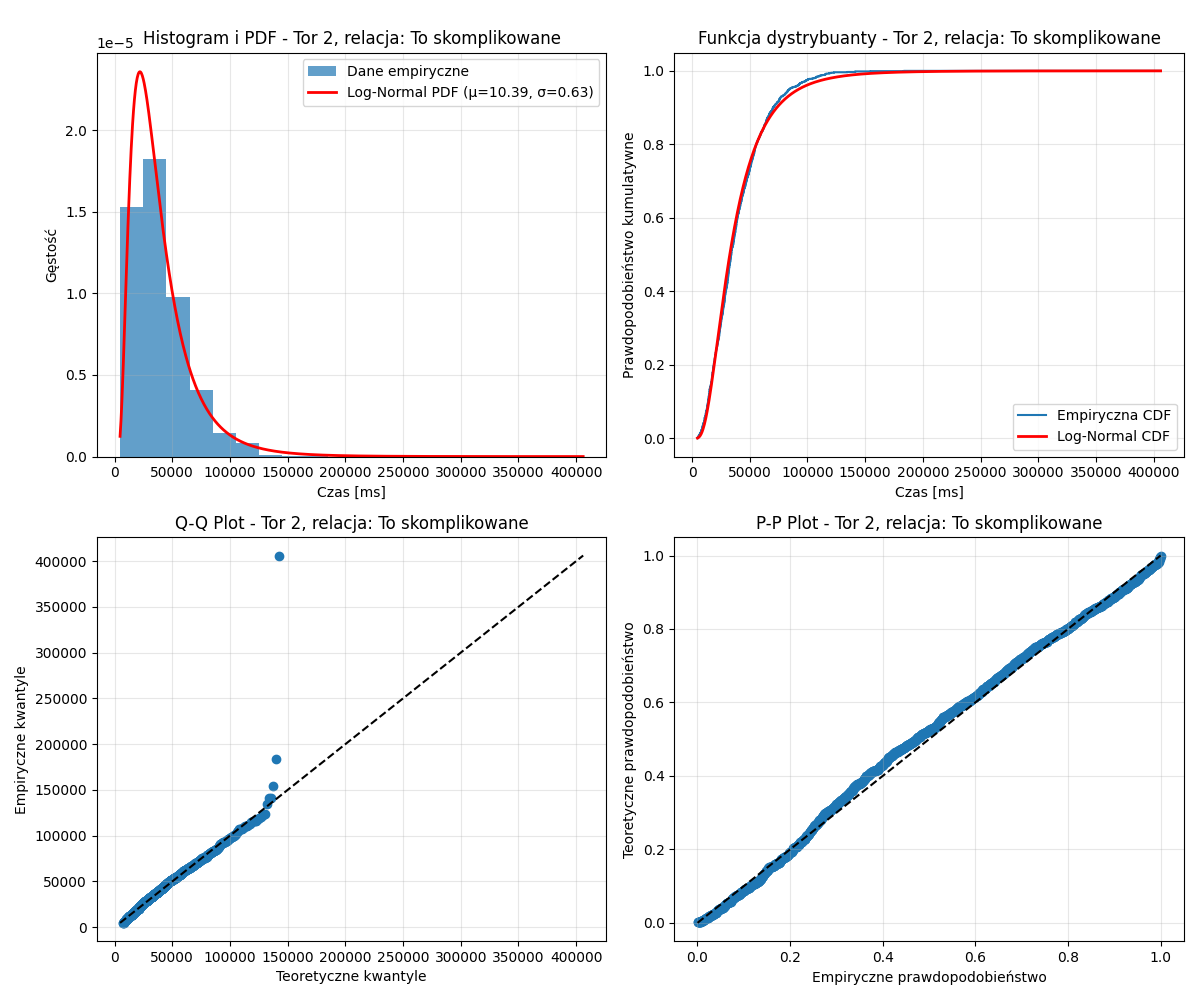 Histogram i PDF - Tor 2, relacja: To skomplikowane
1e−5
Dane empiryczne
Log-Normal PDF (μ=10.39, σ=0.63)
2.0
1.5
1.0
0.5
0.0
Gęstość
0 50000 100000 150000 200000 250000 300000 350000 400000
Czas [ms]
Funkcja dystrybuanty - Tor 2, relacja: To skomplikowane
1.0
0.8
0.6
0.4
0.2
0.0
Prawdopodobieństwo kumulatywne
Empiryczna CDF
Log-Normal CDF
0 50000 100000 150000 200000 250000 300000 350000 400000
Czas [ms]
Q-Q Plot - Tor 2, relacja: To skomplikowane
400000
350000
300000
250000
200000
150000
100000
50000
0
Empiryczne kwantyle
0 50000 100000 150000 200000 250000 300000 350000 400000
Teoretyczne kwantyle
P-P Plot - Tor 2, relacja: To skomplikowane
1.0
0.8
0.6
0.4
0.2
0.0
Teoretyczne prawdopodobieństwo
0.0 0.2 0.4 0.6 0.8 1.0
Empiryczne prawdopodobieństwo